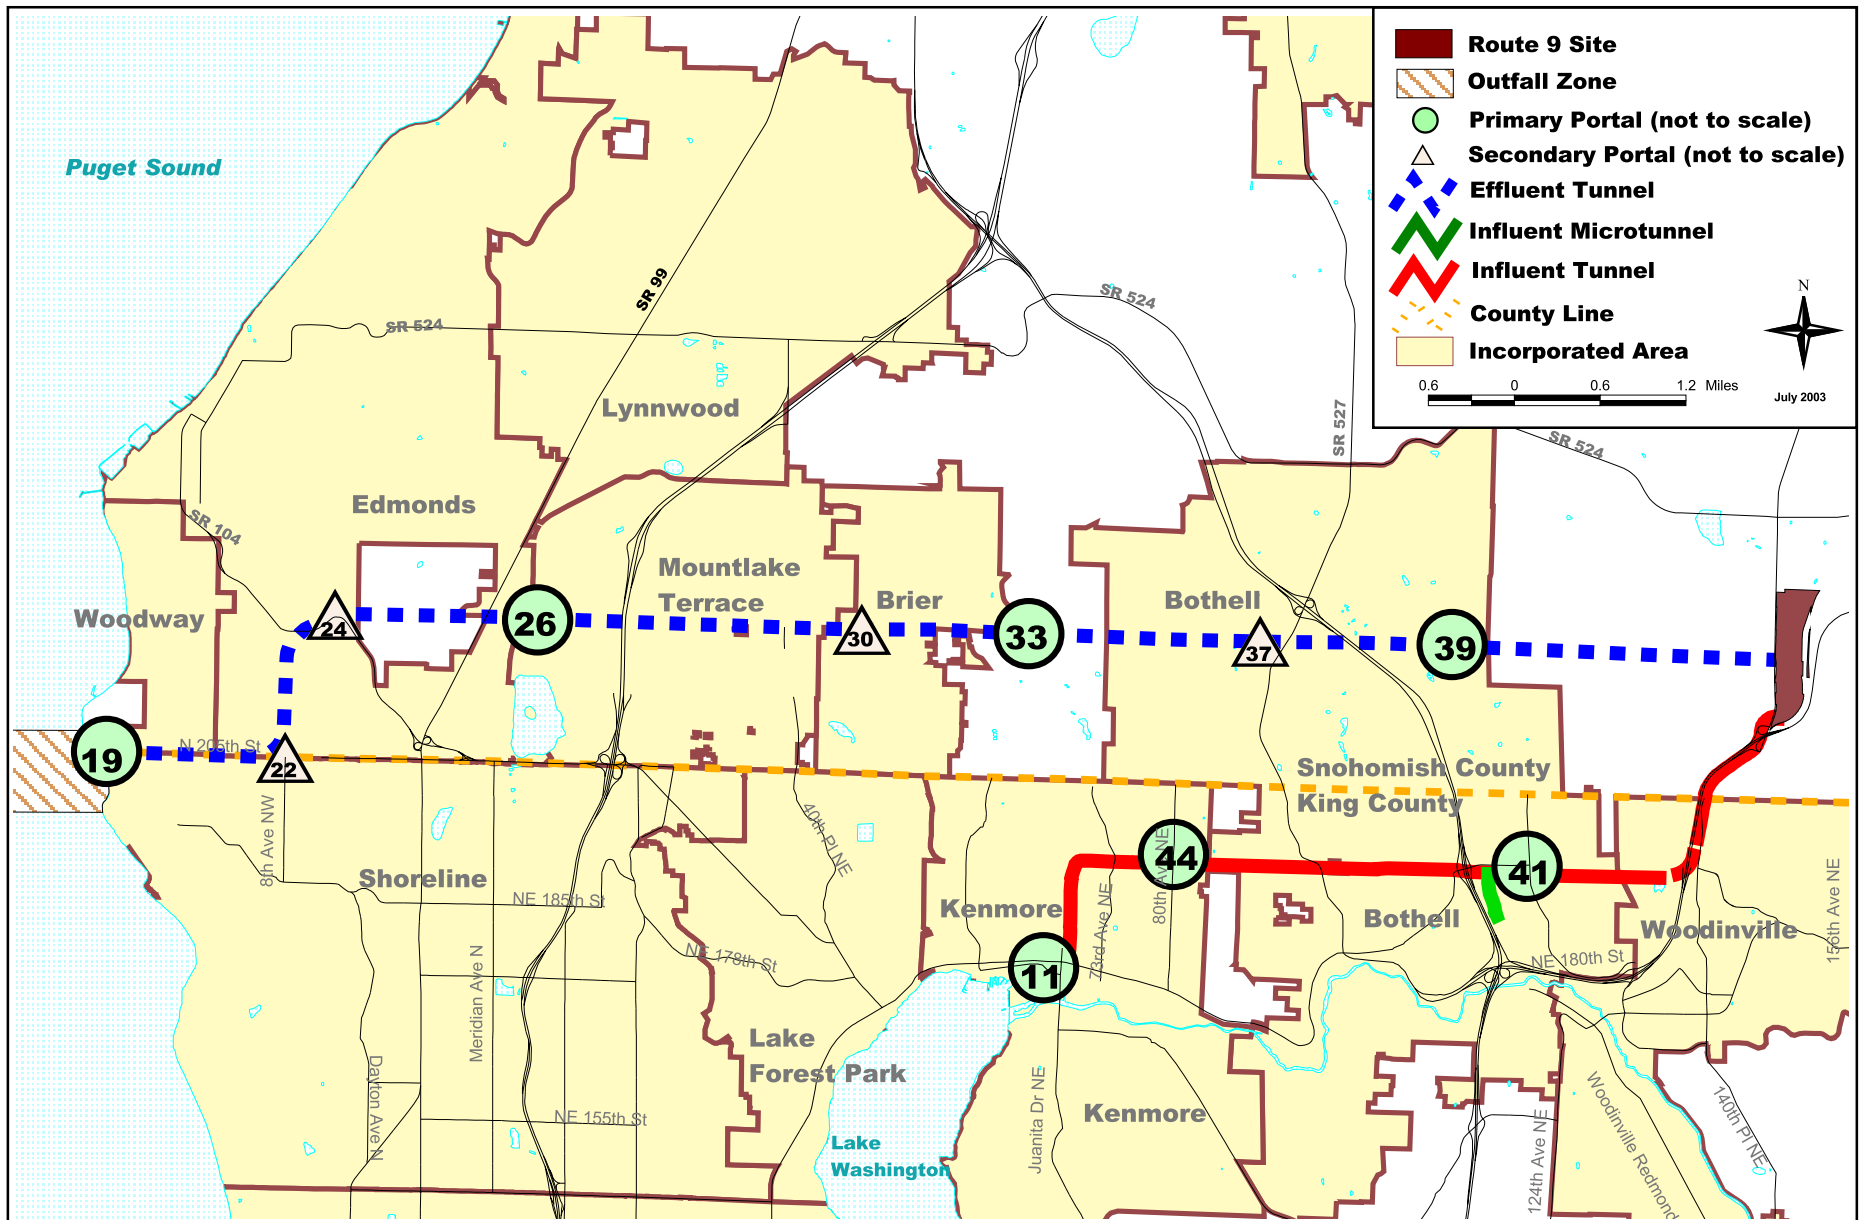 Route 9 Site
Outfall Zone
Primary Portal (not to scale)
Secondary Portal (not to scale)
Effluent Tunnel
Influent Microtunnel
Influent Tunnel
County Line
Incorporated Area
N
0.6 0 0.6 1.2 Miles
July 2003
Puget Sound
SR 99
SR 524
SR 524
SR 527
SR 524
Lynnwood
Edmonds
SR 104
Mountlake
Terrace
Brier
Bothell
Woodway
24
26
30
33
37
39
19
N 205th St
22
Snohomish County
King County
8th Ave NW
40th Pl NE
44
80th Ave NE
41
Shoreline
NE 185th St
Kenmore
73rd Ave NE
Bothell
Woodinville
156th Ave NE
NE 178th St
11
NE 180th St
Meridian Ave N
Lake
Forest Park
Dayton Ave N
NE 155th St
Juanita Dr NE
Kenmore
Lake
Washington
124th Ave NE
Woodinville Redmond
140th Pl NE